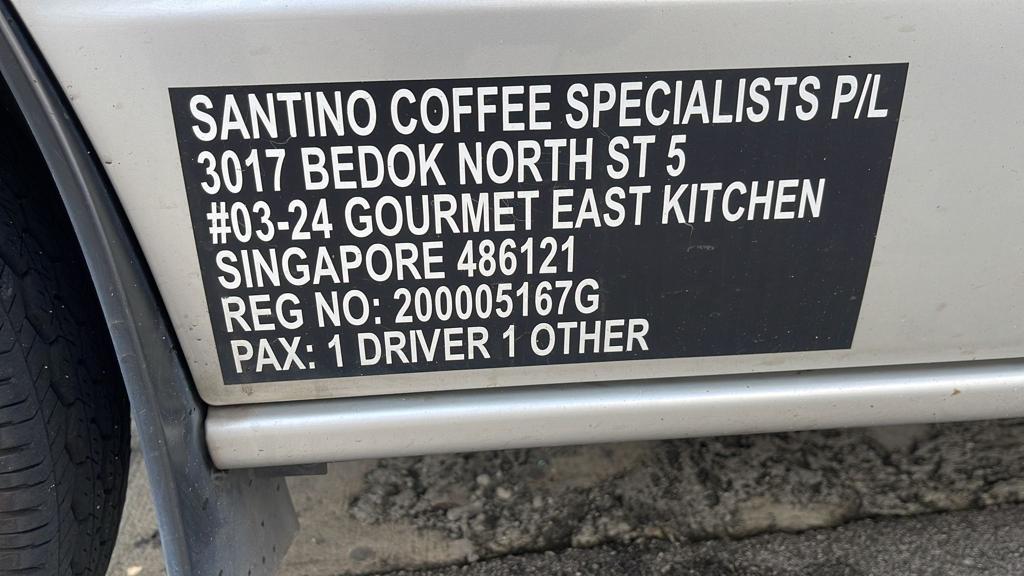 SANTINO COFFEE SPECIALISTS P/L
3017 BEDOK NORTH ST 5
#03-24 GOURMET EAST KITCHEN
SINGAPORE 486121
REG NO: 200005167G
PAX: 1 DRIVER 1 OTHER